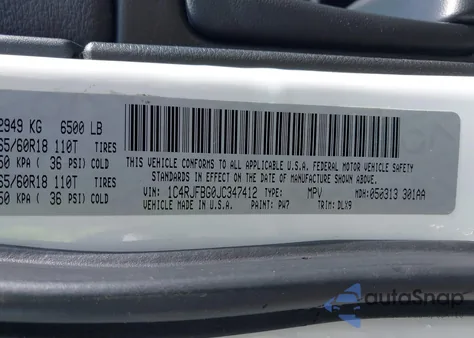 2949 KG 6500 LB
65/60R18 110T TIRES
50 KPA ( 36 PSI) COLD
65/60R18 110T TIRES
50 KPA ( 36 PSI) COLD
THIS VEHICLE CONFORMS TO ALL APPLICABLE U.S.A. FEDERAL MOTOR VEHICLE SAFETY
STANDARDS IN EFFECT ON THE DATE OF MANUFACTURE SHOWN ABOVE.
VIN: 1C4RJFBG0JC347412 TYPE: MPV MDH: 050313 301AA
VEHICLE MADE IN U.S.A. PAINT: PW7 TRIM: DLX9
autoSnap